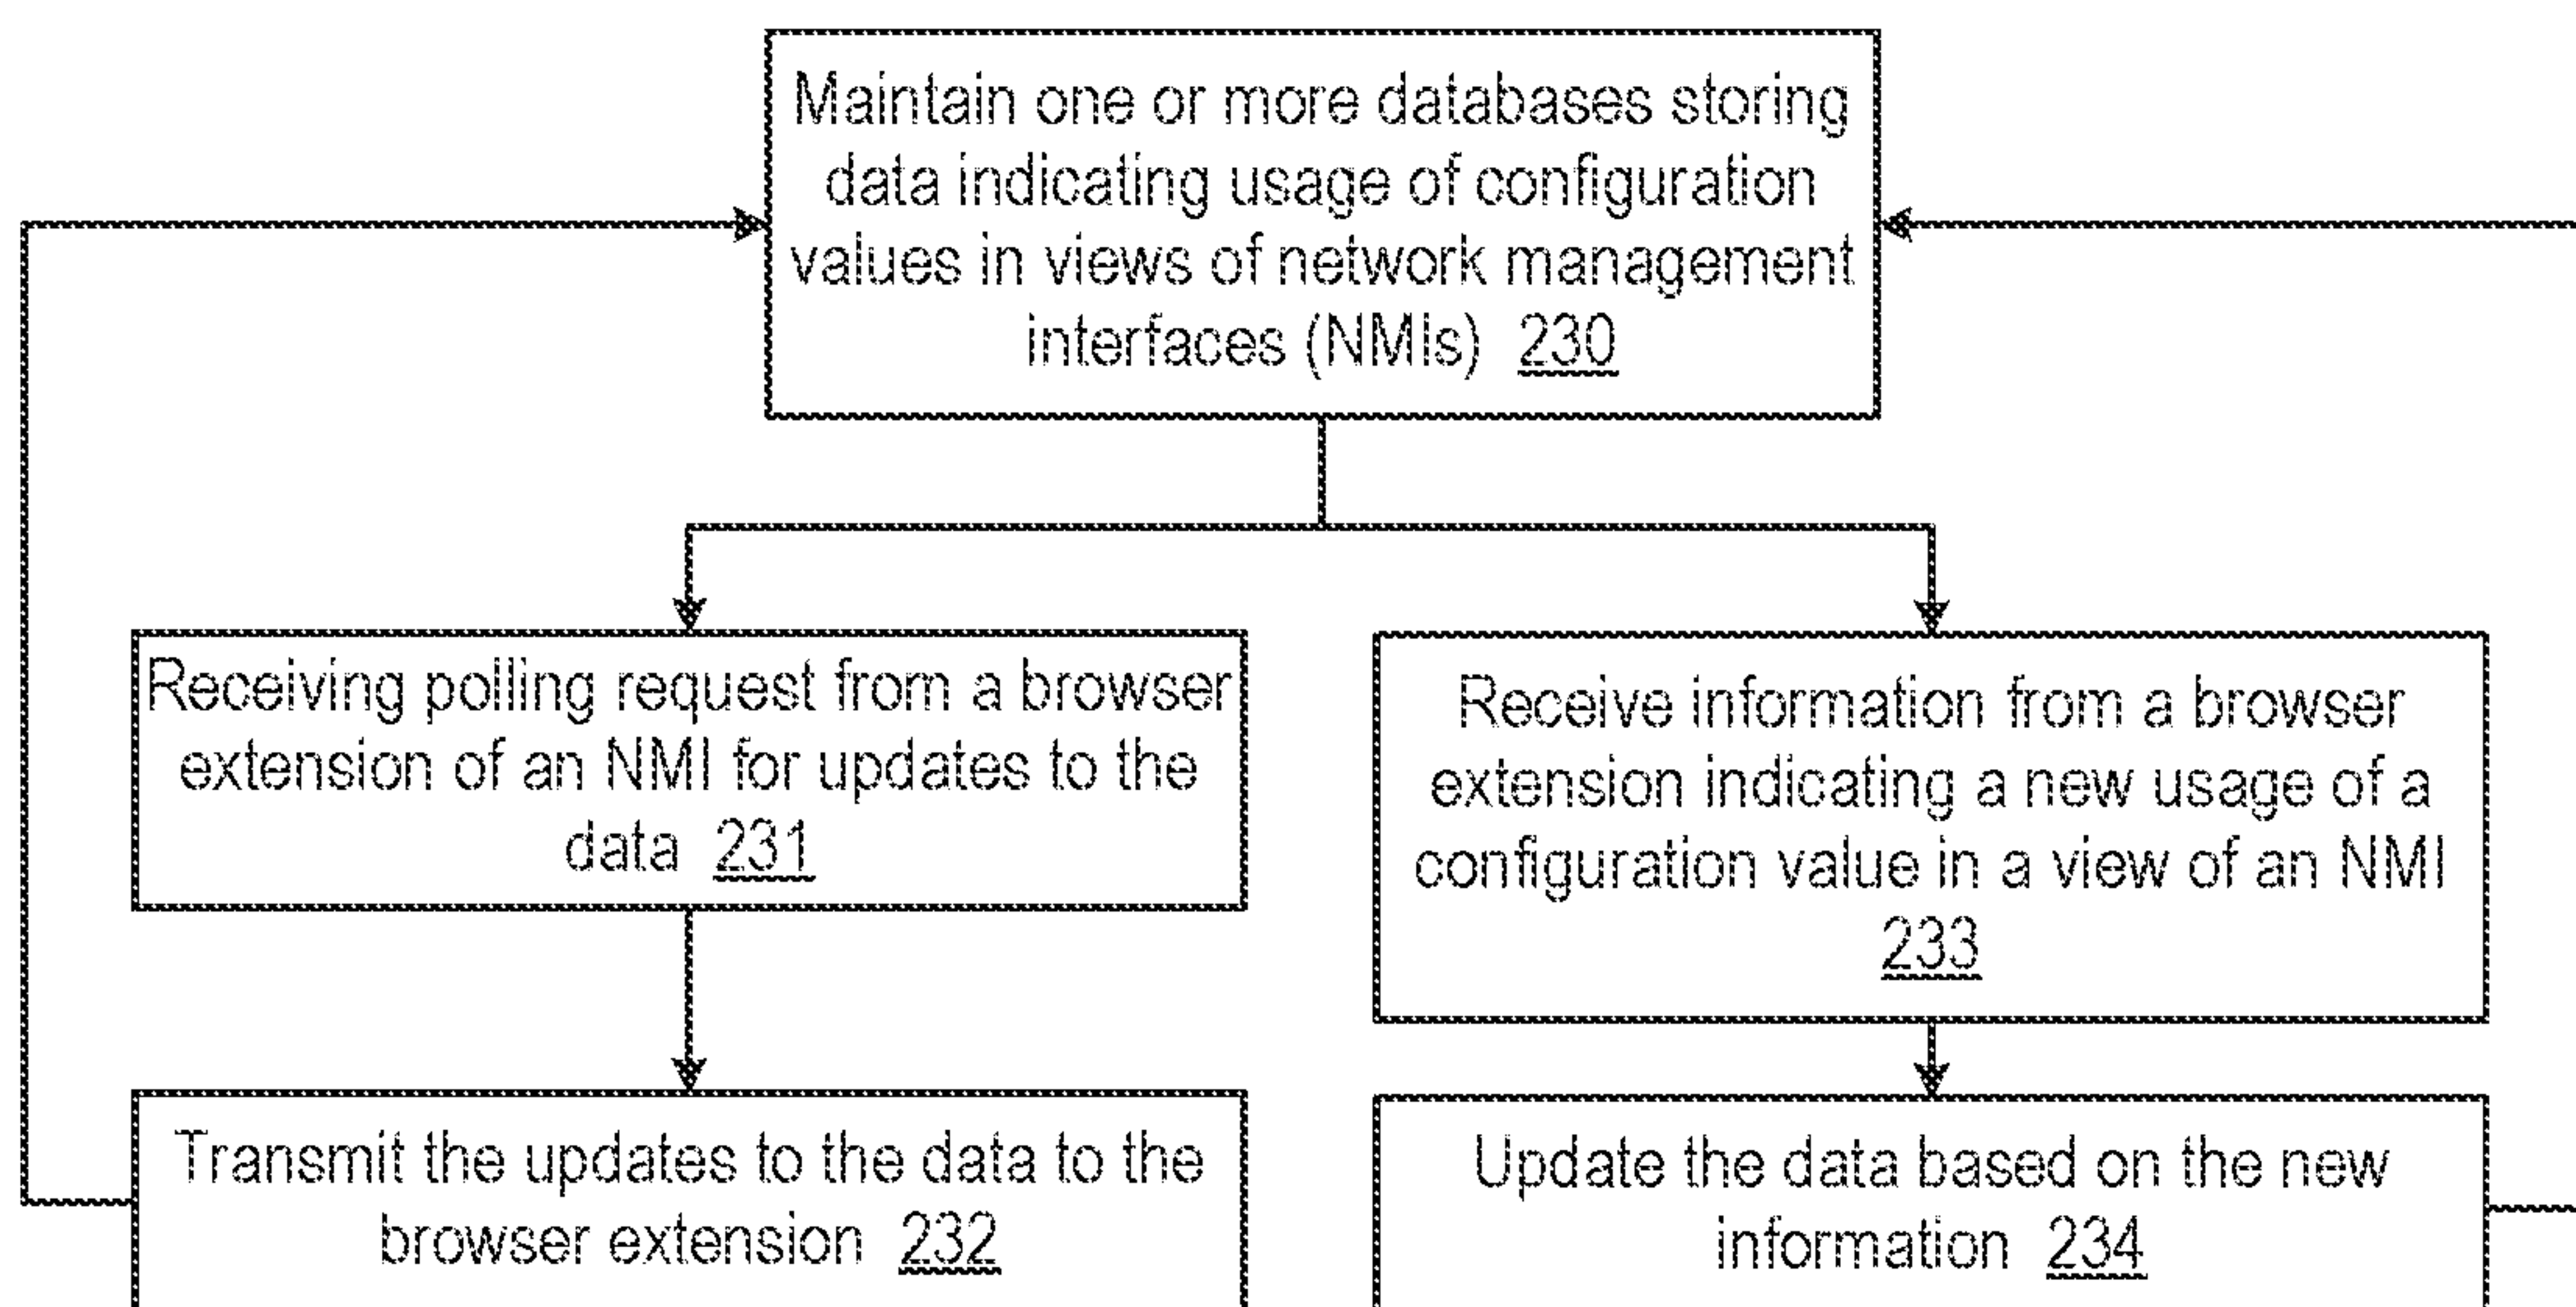 Maintain one or more databases storing
data indicating usage of configuration
values in views of network management
interfaces (NMIs) 230
Receiving polling request from a browser
extension of an NMI for updates to the
data 231
Receive information from a browser
extension indicating a new usage of a
configuration value in a view of an NMI
233
Transmit the updates to the data to the
browser extension 232
Update the data based on the new
information 234